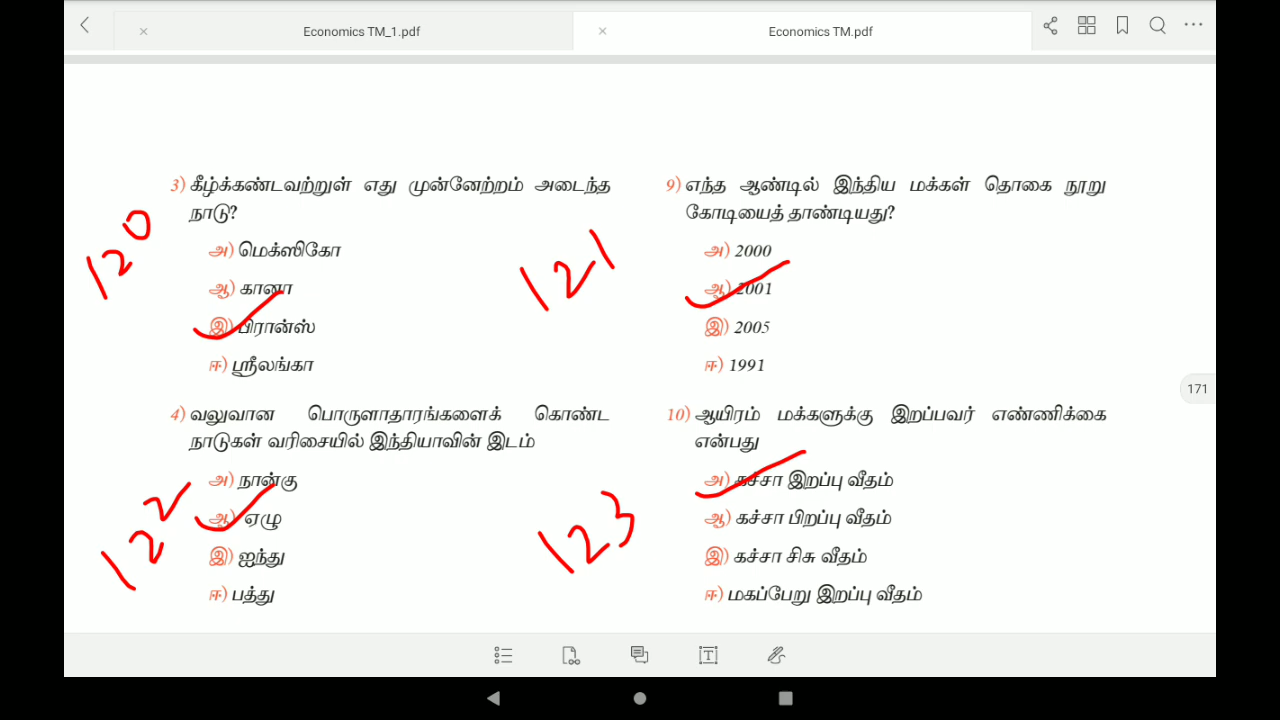 Economics TM_1.pdf
Economics TM.pdf
3) கீழ்க்கண்டவற்றுள் எது முன்னேற்றம் அடைந்த
நாடு?
அ) மெக்ஸிகோ
ஆ) கானா
இ) பிரான்ஸ்
ஈ) ஸ்ரீலங்கா
120
4) வலுவான பொருளாதாரங்களைக் கொண்ட
நாடுகள் வரிசையில் இந்தியாவின் இடம்
அ) நான்கு
ஆ) ஏழு
இ) ஐந்து
ஈ) பத்து
122
9) எந்த ஆண்டில் இந்திய மக்கள் தொகை நூறு
கோடியைத் தாண்டியது?
அ) 2000
ஆ) 2001
இ) 2005
ஈ) 1991
121
10) ஆயிரம் மக்களுக்கு இறப்பவர் எண்ணிக்கை
என்பது
அ) கச்சா இறப்பு வீதம்
ஆ) கச்சா பிறப்பு வீதம்
இ) கச்சா சிசு வீதம்
ஈ) மகப்பேறு இறப்பு வீதம்
123
171